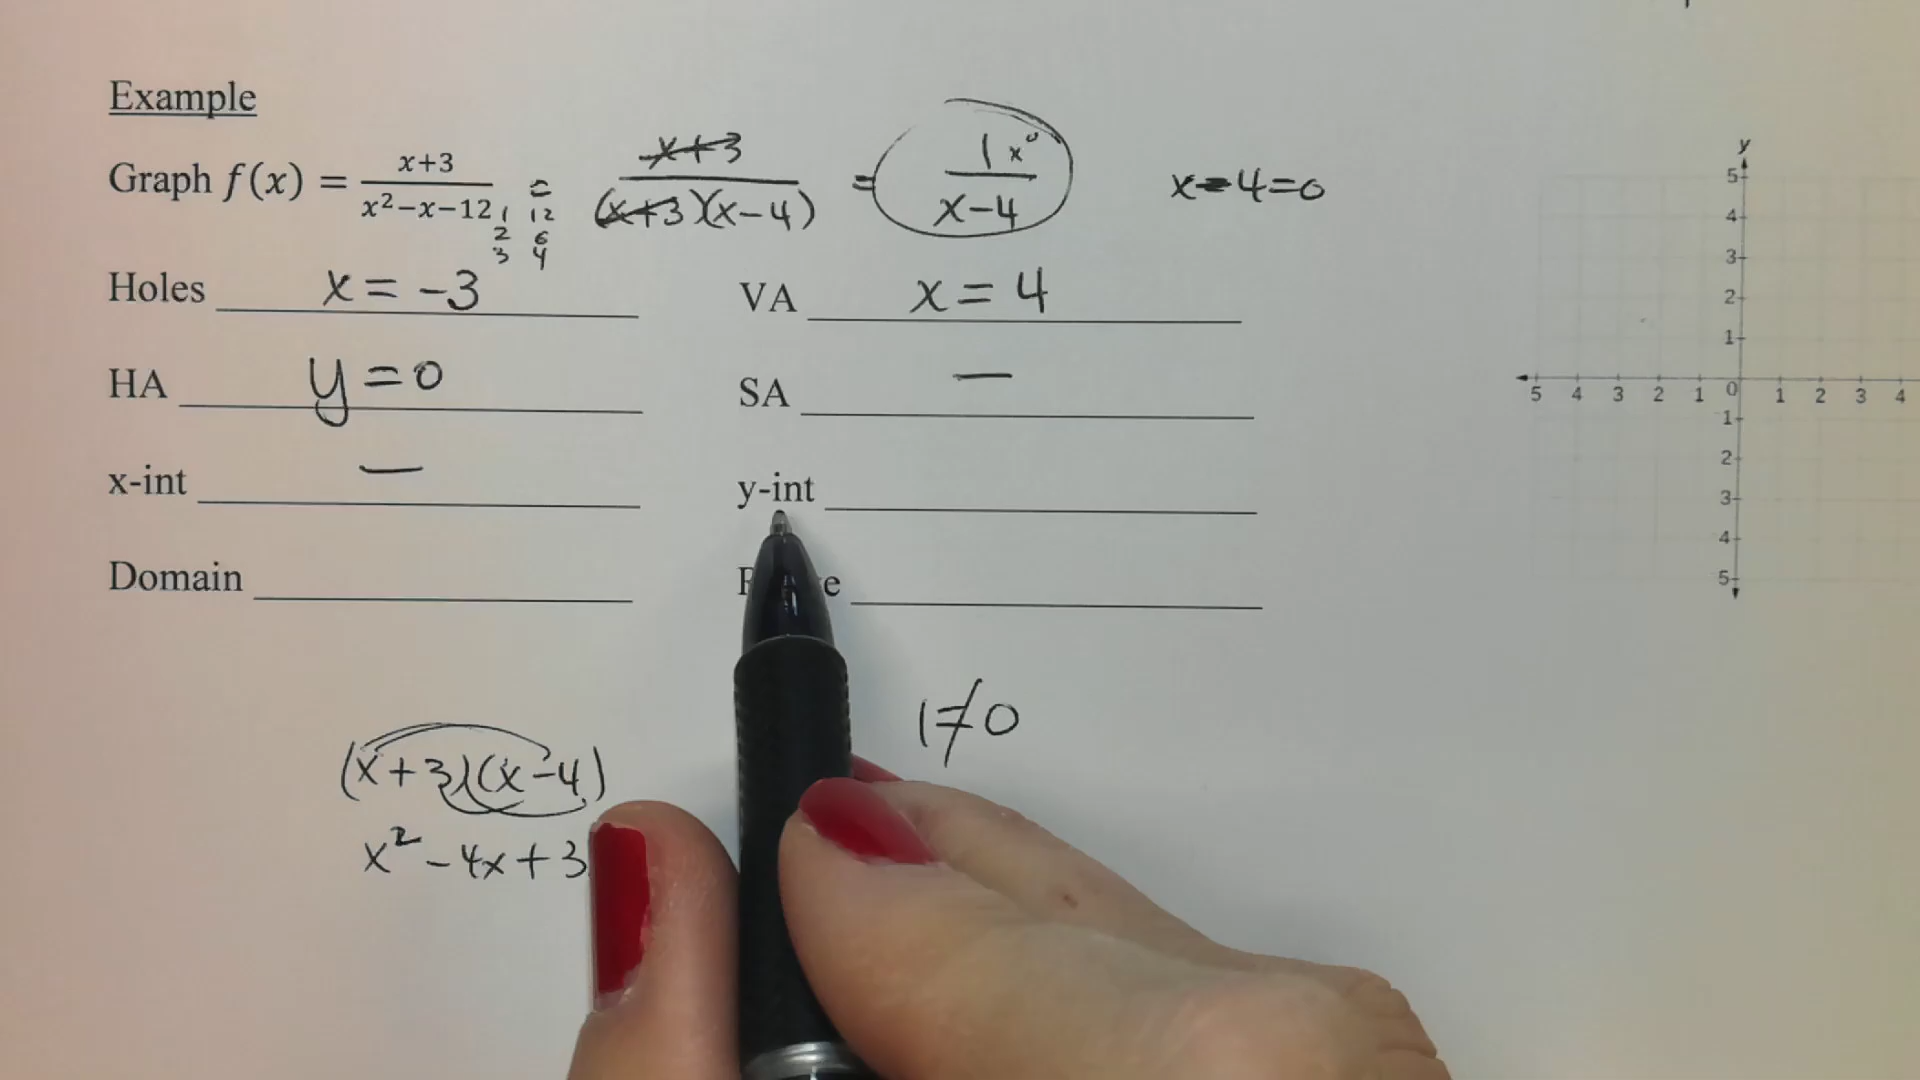 Example
Graph f(x) = x+3 / x²−x−12 = x+3 / (x+3)(x−4) = 1x⁰ / x−4 x−4=0
1 12
2 6
3 4
Holes x = −3 VA x = 4
HA y = 0 SA —
x-int — y-int
Domain
1≠0
(x+3)(x−4)
x² − 4x + 3
y
5
4
3
2
1
5 4 3 2 1 0 1 2 3 4
1
2
3
4
5